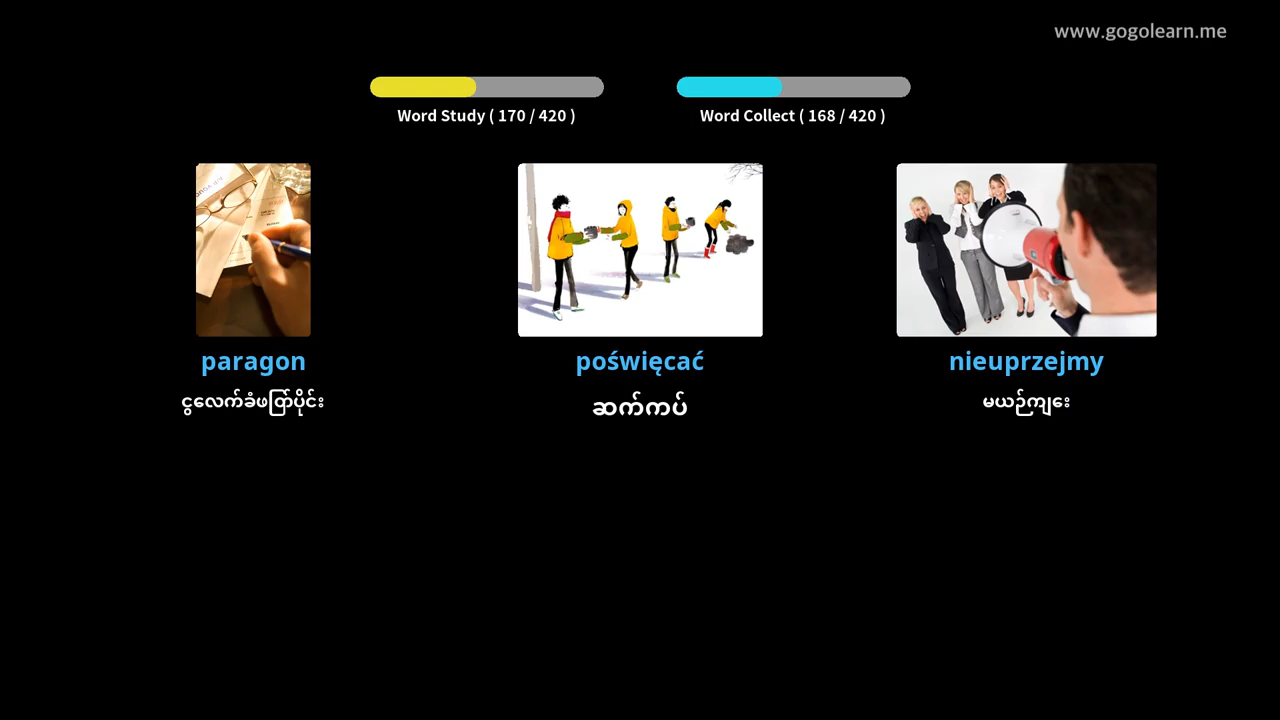 www.gogolearn.me
Word Study ( 170 / 420 )
Word Collect ( 168 / 420 )
paragon
poświęcać
nieuprzejmy
ငွေလက်ခံဖြတ်ပိုင်း
ဆက်ကပ်
မယဉ်ကျေး